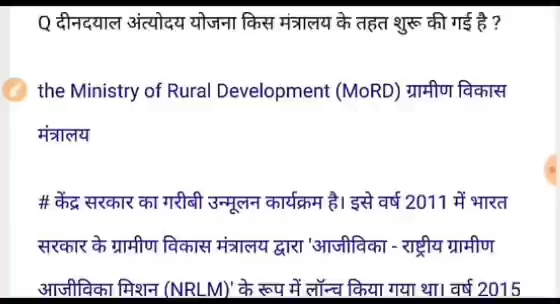 Q दीनदयाल अंत्योदय योजना किस मंत्रालय के तहत शुरू की गई है ?
the Ministry of Rural Development (MoRD) ग्रामीण विकास
मंत्रालय
# केंद्र सरकार का गरीबी उन्मूलन कार्यक्रम है। इसे वर्ष 2011 में भारत
सरकार के ग्रामीण विकास मंत्रालय द्वारा 'आजीविका - राष्ट्रीय ग्रामीण
आजीविका मिशन (NRLM)' के रूप में लॉन्च किया गया था। वर्ष 2015